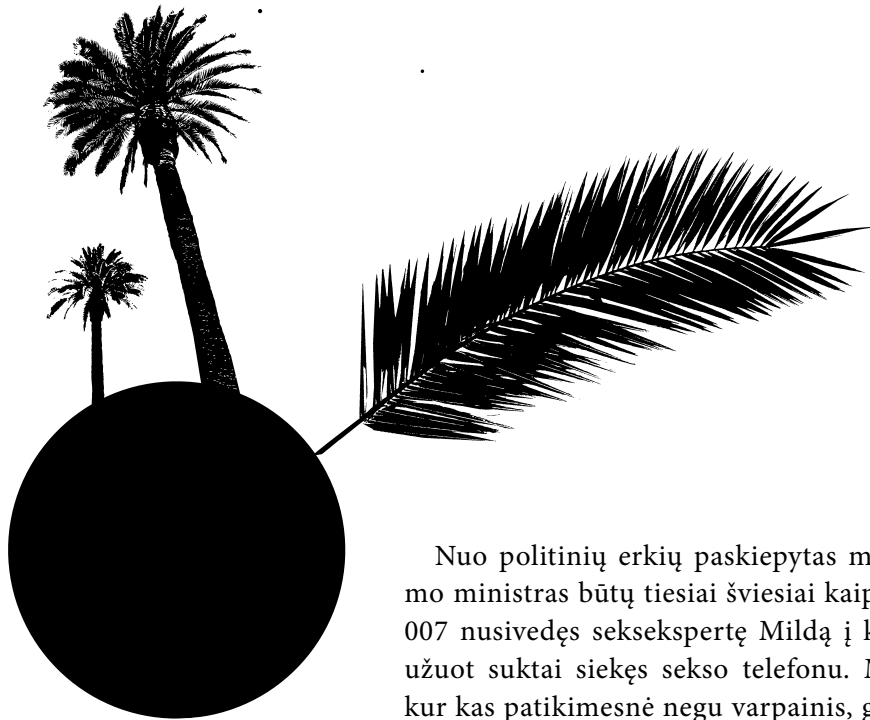 Nuo politinių erkių paskiepytas m
mo ministras būtų tiesiai šviesiai kaip
007 nusivedęs seksekspertę Mildą į k
užuot suktai siekęs sekso telefonu. M
kur kas patikimesnė negu varpainis, g